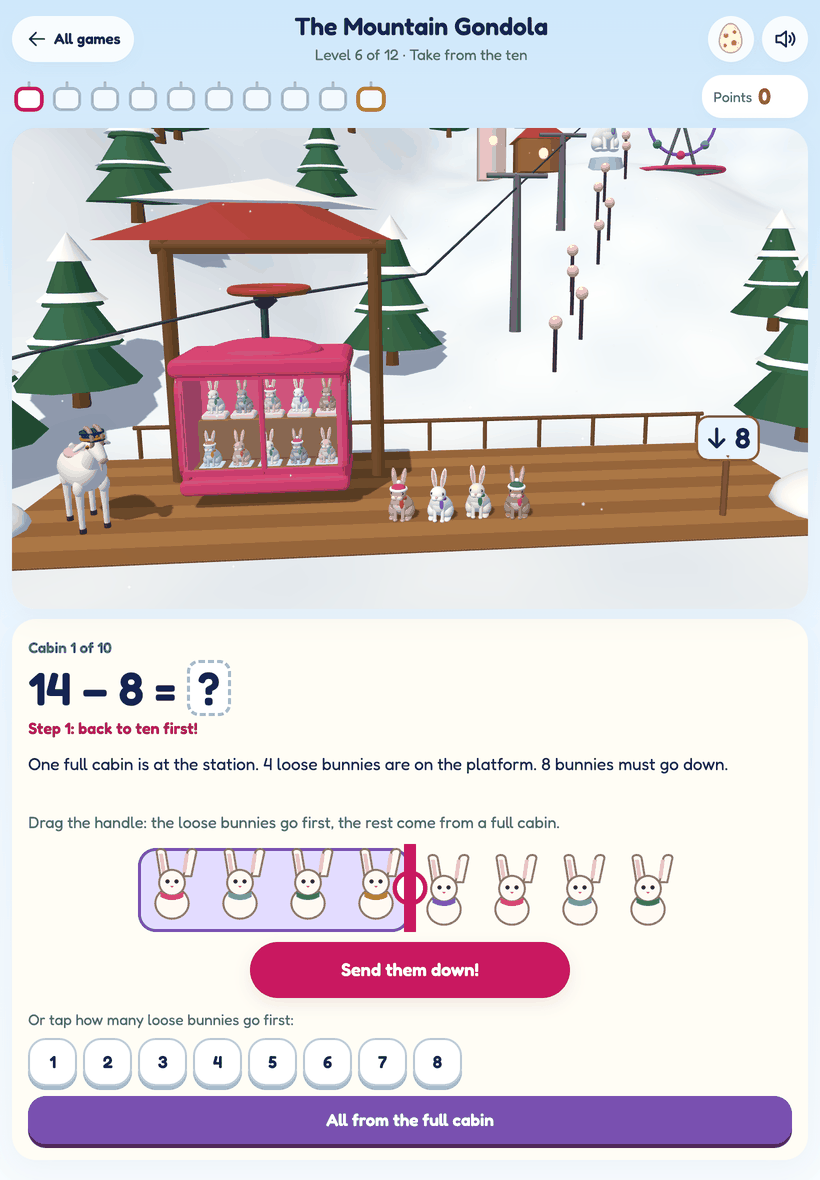 All games
The Mountain Gondola
Level 6 of 12 · Take from the ten
Points 0
↓ 8
Cabin 1 of 10
14 – 8 = ?
Step 1: back to ten first!
One full cabin is at the station. 4 loose bunnies are on the platform. 8 bunnies must go down.
Drag the handle: the loose bunnies go first, the rest come from a full cabin.
Send them down!
Or tap how many loose bunnies go first:
1 2 3 4 5 6 7 8
All from the full cabin